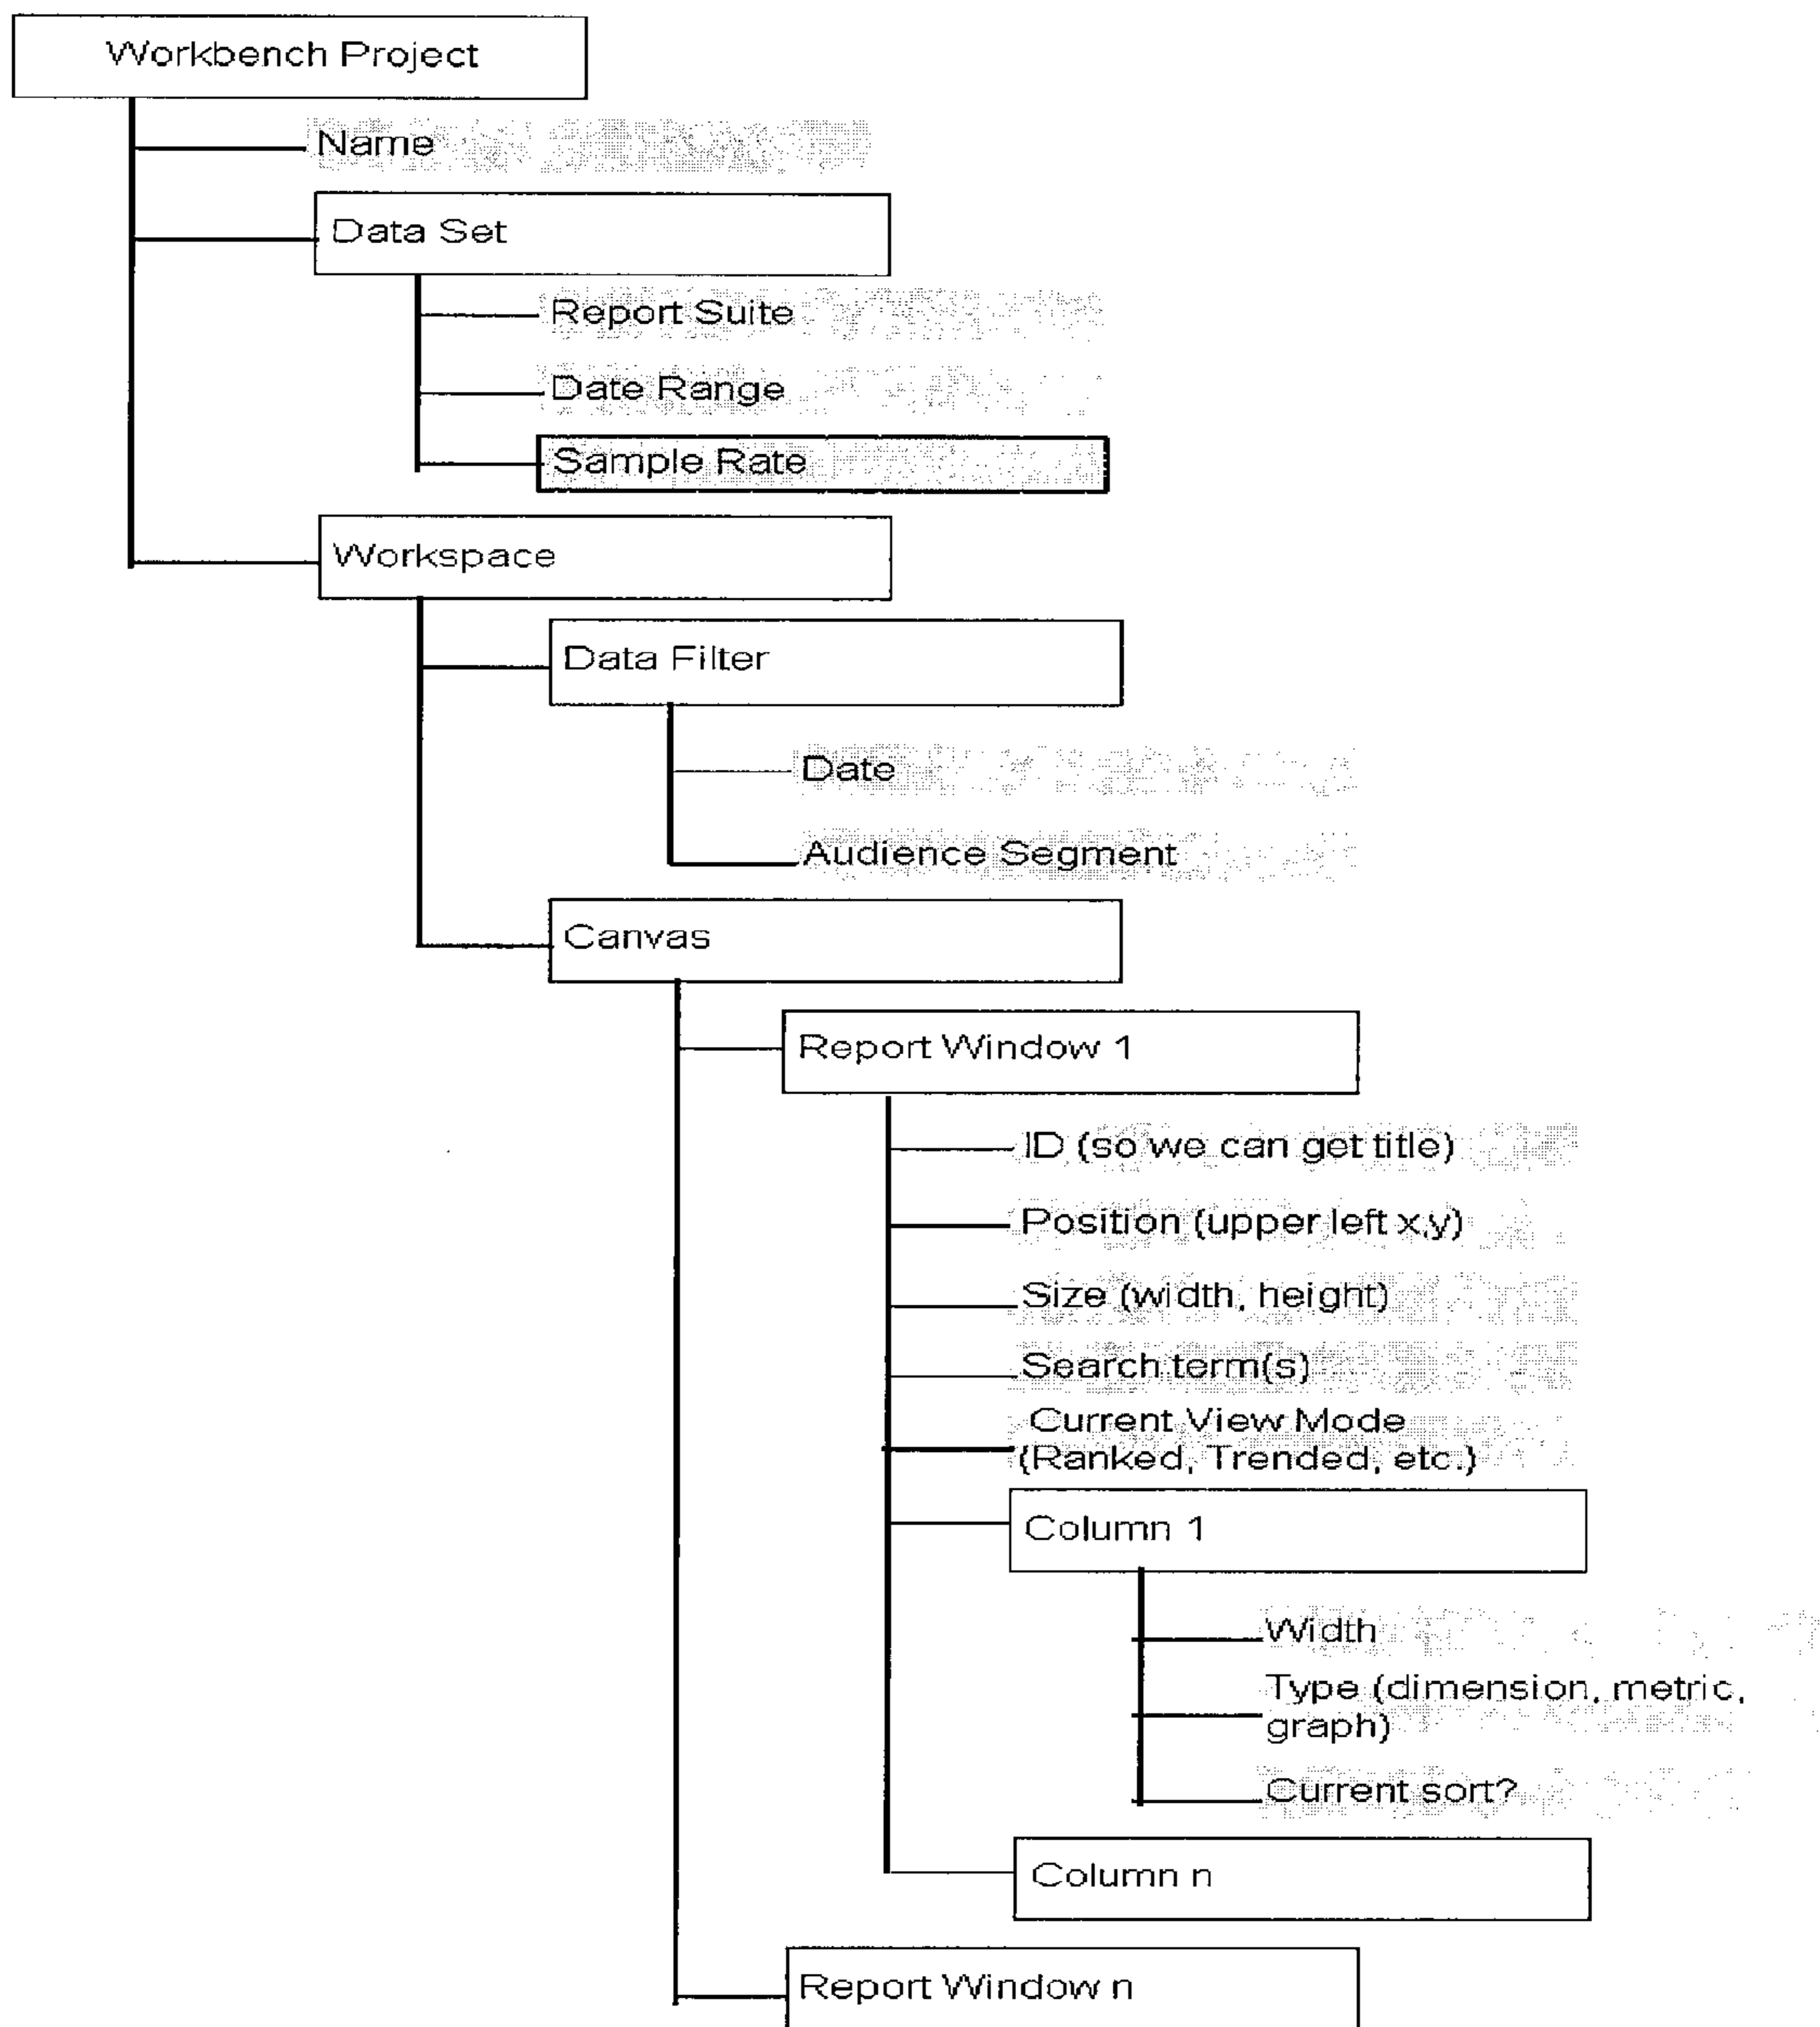 Workbench Project
Name
Data Set
Report Suite
Date Range
Sample Rate
Workspace
Data Filter
Date
Audience Segment
Canvas
Report Window 1
ID (so we can get title)
Position (upper left x,y)
Size (width, height)
Search term(s)
Current View Mode
(Ranked, Trended, etc.)
Column 1
Width
Type (dimension, metric,
graph)
Current sort?
Column n
Report Window n